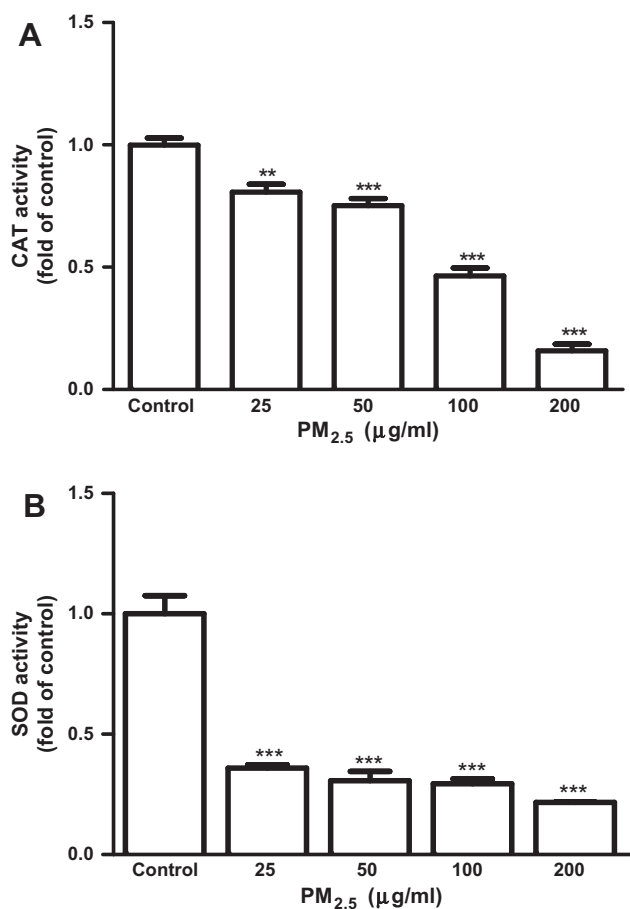 A
CAT activity
(fold of control)
1.5
1.0
0.5
0.0
** *** *** ***
Control 25 50 100 200
PM2.5 (μg/ml)
B
SOD activity
(fold of control)
1.5
1.0
0.5
0.0
*** *** *** ***
Control 25 50 100 200
PM2.5 (μg/ml)